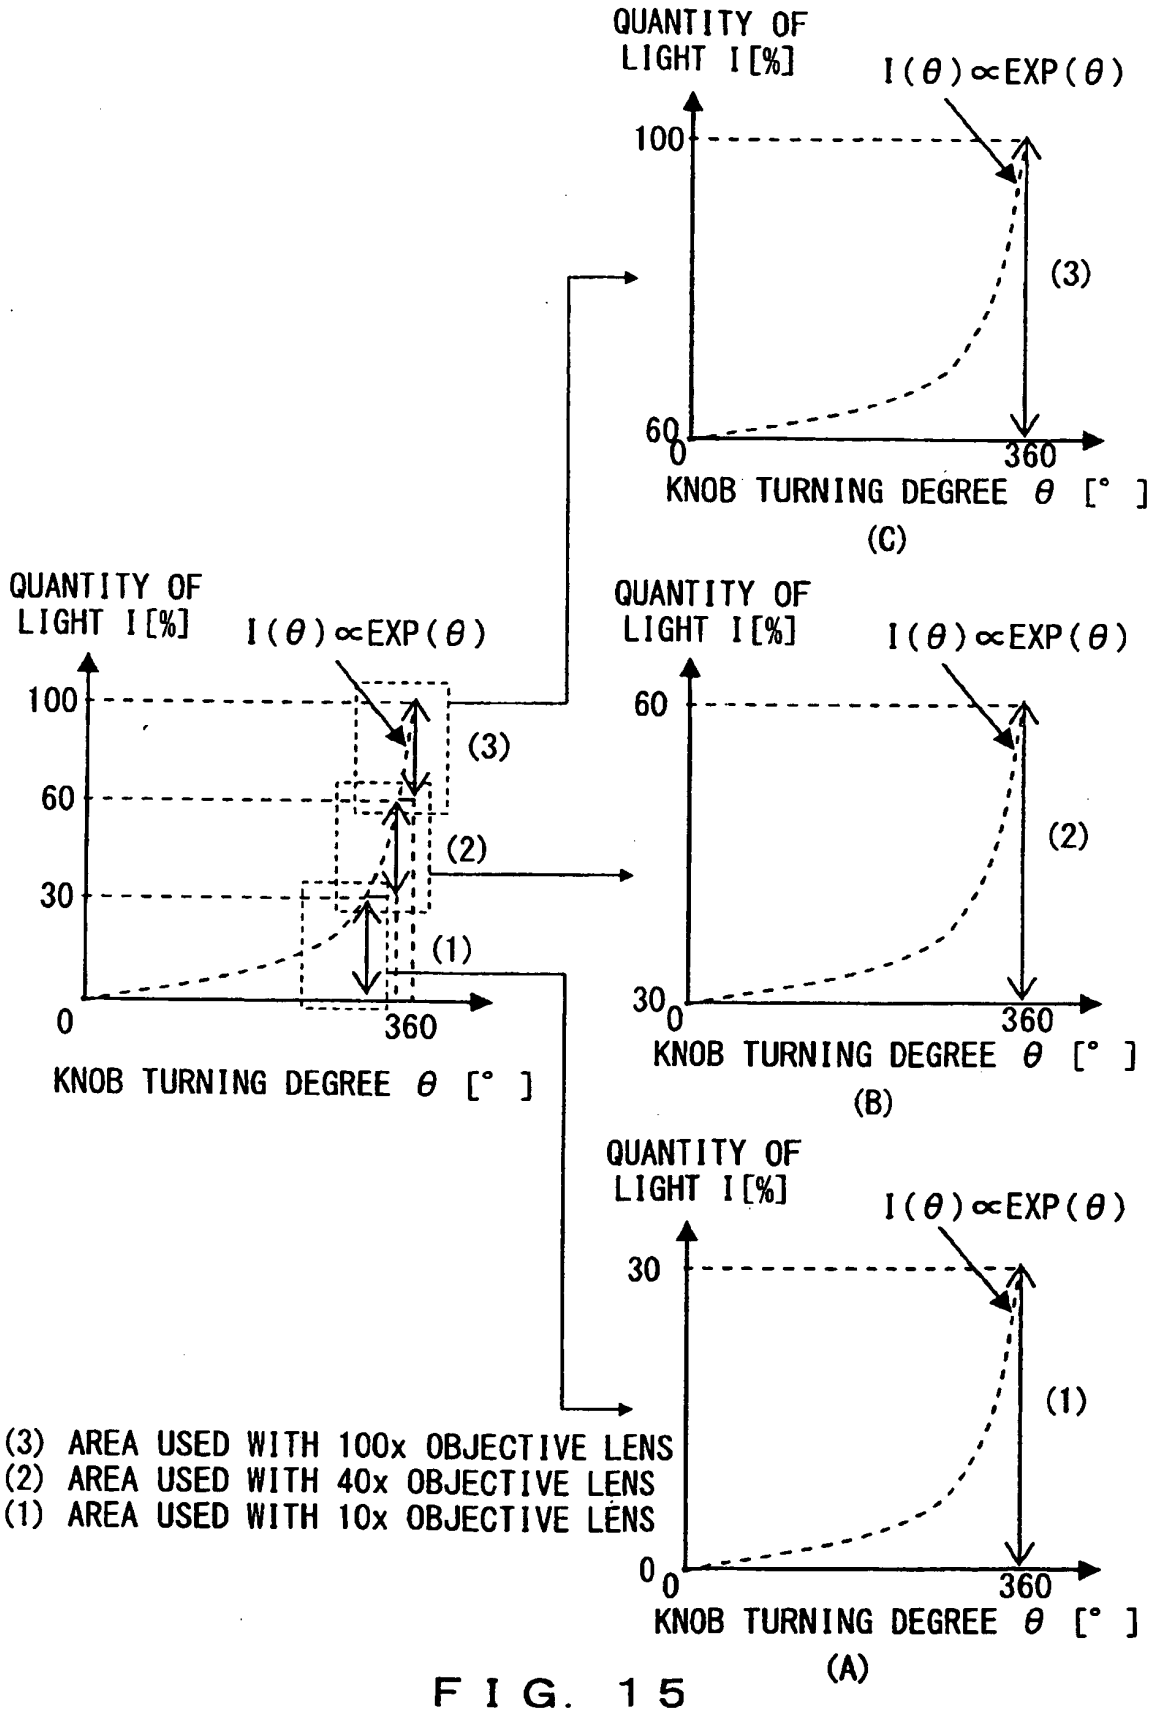 QUANTITY OF
LIGHT I[%]
I(θ)∝EXP(θ)
100
(3)
60
0
360
KNOB TURNING DEGREE θ [° ]
(C)
QUANTITY OF
LIGHT I[%]
I(θ)∝EXP(θ)
100
(3)
60
(2)
30
(1)
0
360
KNOB TURNING DEGREE θ [° ]
QUANTITY OF
LIGHT I[%]
I(θ)∝EXP(θ)
60
(2)
30
0
360
KNOB TURNING DEGREE θ [° ]
(B)
QUANTITY OF
LIGHT I[%]
I(θ)∝EXP(θ)
30
(1)
0
0
360
KNOB TURNING DEGREE θ [° ]
(A)
(3) AREA USED WITH 100x OBJECTIVE LENS
(2) AREA USED WITH 40x OBJECTIVE LENS
(1) AREA USED WITH 10x OBJECTIVE LENS
FIG. 15